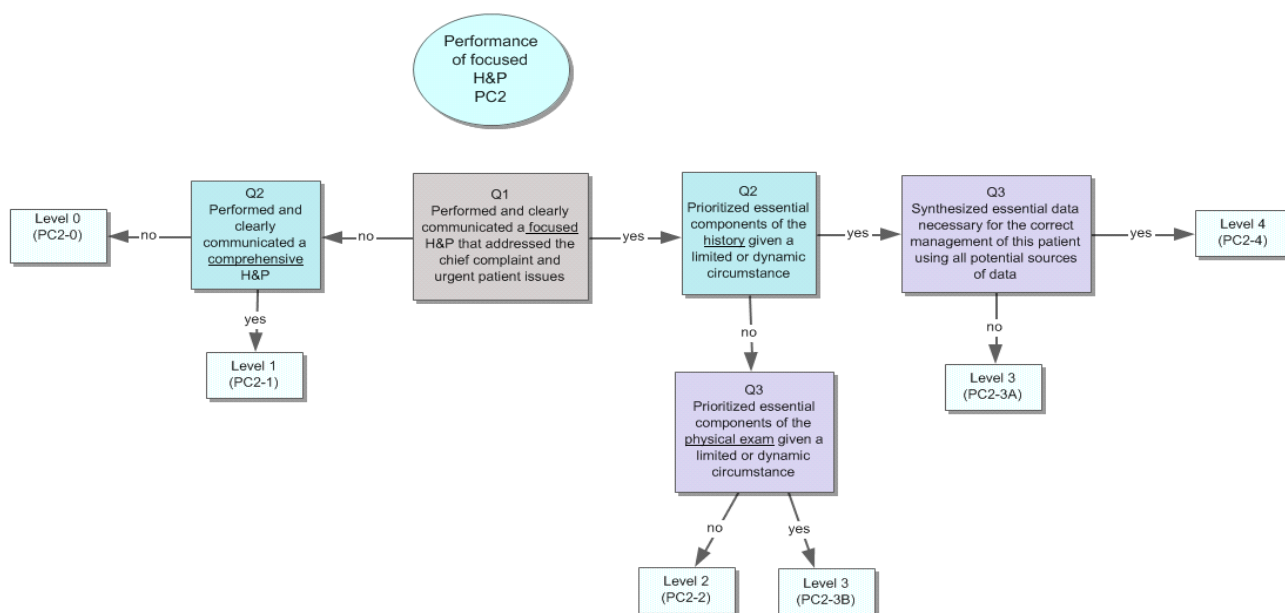 Performance
of focused
H&P
PC2
Level 0
(PC2-0)
no
Q2
Performed and
clearly
communicated a
comprehensive
H&P
yes
Level 1
(PC2-1)
no
Q1
Performed and clearly
communicated a focused
H&P that addressed the
chief complaint and
urgent patient issues
yes
Q2
Prioritized essential
components of the
history given a
limited or dynamic
circumstance
yes
Q3
Synthesized essential data
necessary for the correct
management of this patient
using all potential sources
of data
yes
Level 4
(PC2-4)
no
Level 3
(PC2-3A)
no
Q3
Prioritized essential
components of the
physical exam given a
limited or dynamic
circumstance
no
yes
Level 2
(PC2-2)
Level 3
(PC2-3B)